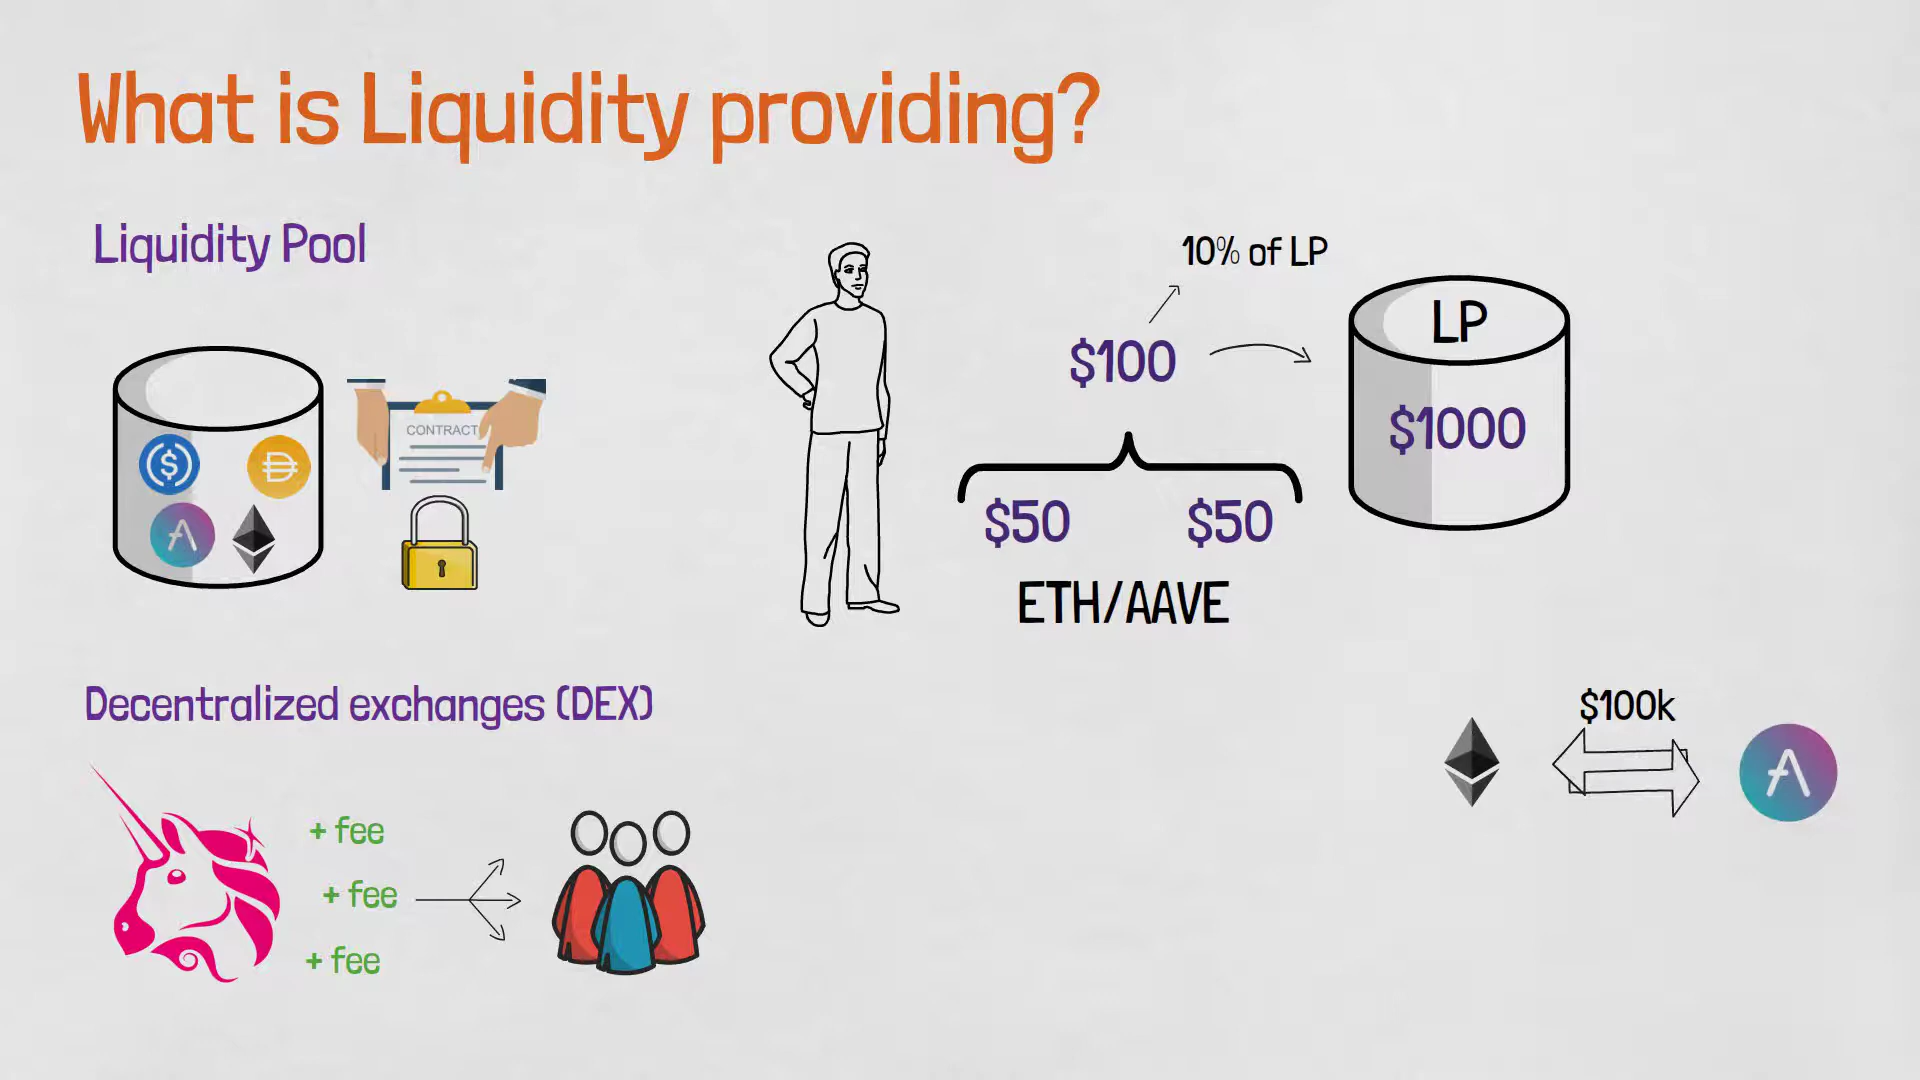 What is Liquidity providing?
Liquidity Pool
CONTRACT
10% of LP
$100
LP
$1000
$50 $50
ETH/AAVE
Decentralized exchanges (DEX)
+ fee
+ fee
+ fee
$100k